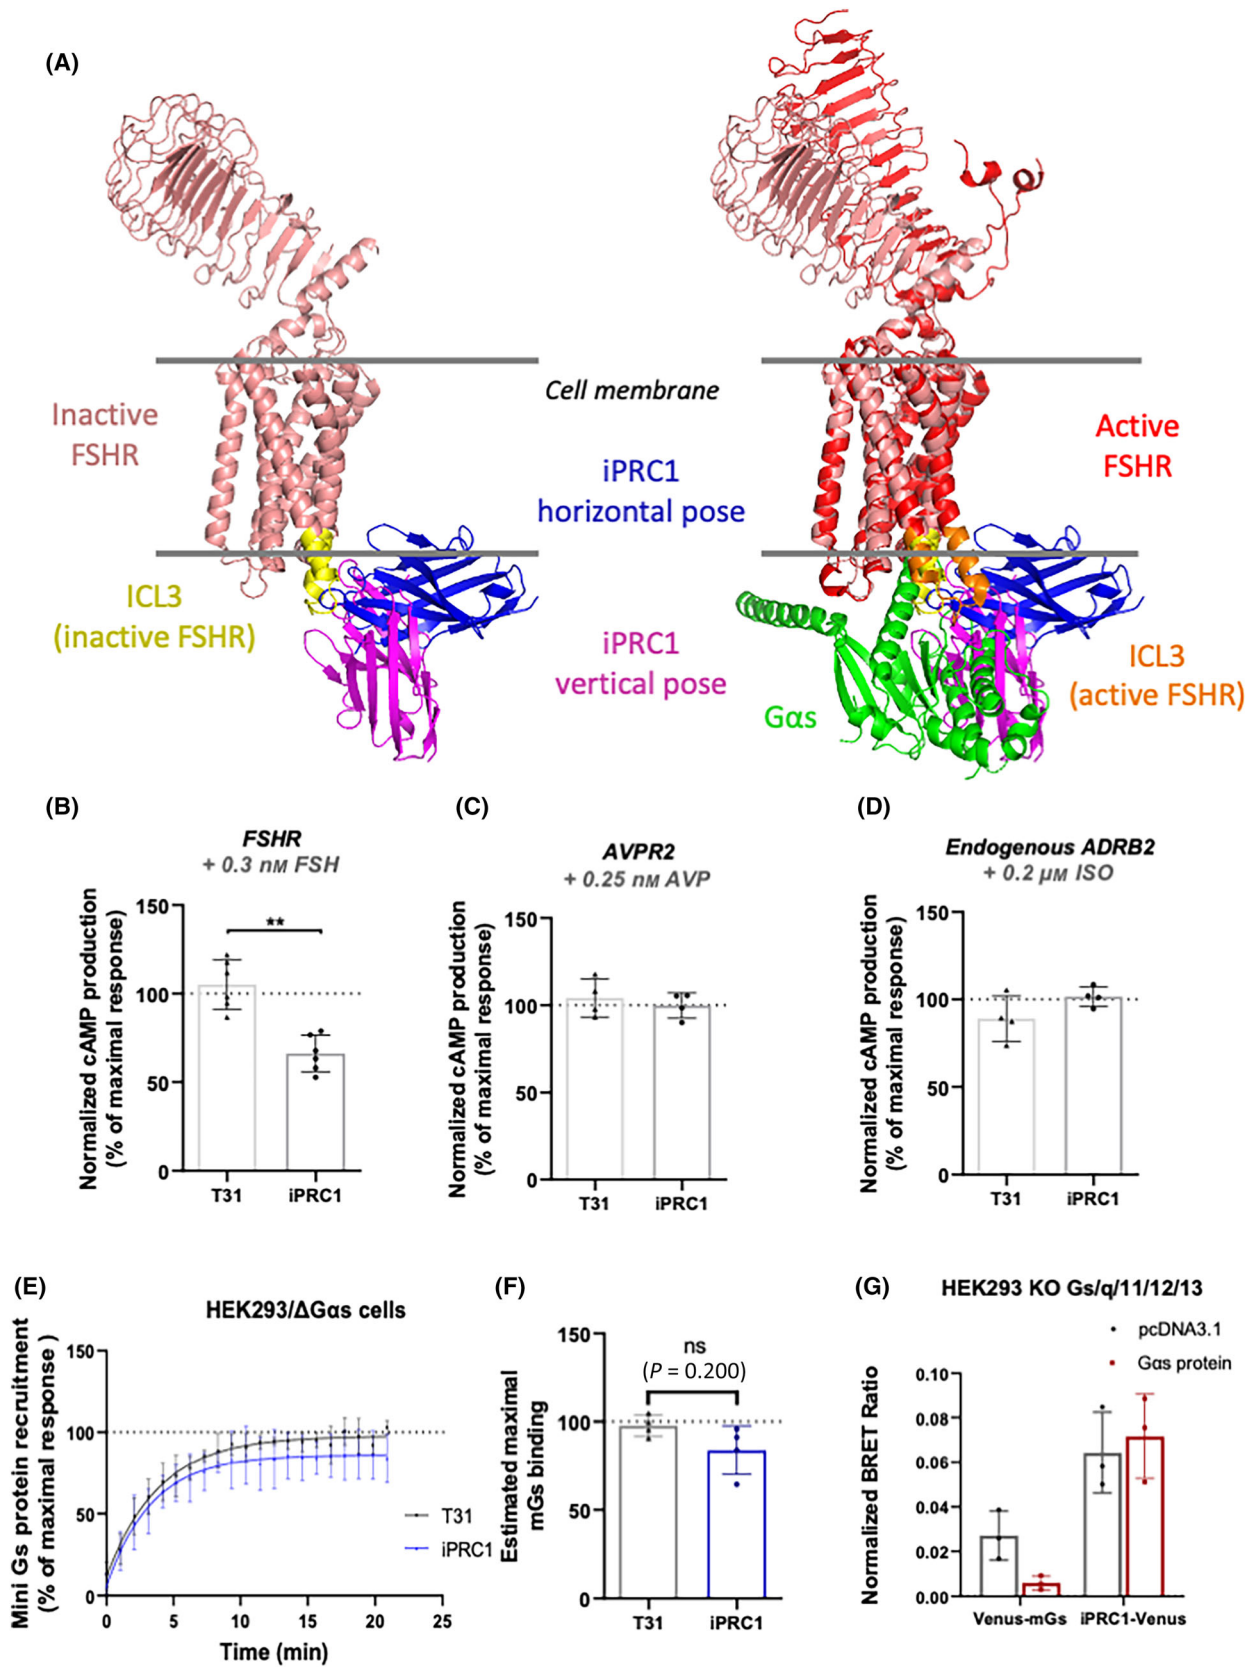 (A)
Cell membrane
Inactive
FSHR
Active
FSHR
iPRC1
horizontal pose
ICL3
(inactive FSHR)
iPRC1
vertical pose
Gαs
ICL3
(active FSHR)
(B)
FSHR
+ 0.3 nM FSH
Normalized cAMP production
(% of maximal response)
150
100
50
0
**
T31
iPRC1
(C)
AVPR2
+ 0.25 nM AVP
Normalized cAMP production
(% of maximal response)
150
100
50
0
T31
iPRC1
(D)
Endogenous ADRB2
+ 0.2 µM ISO
Normalized cAMP production
(% of maximal response)
150
100
50
0
T31
iPRC1
(E)
HEK293/ΔGαs cells
Mini Gs protein recruitment
(% of maximal response )
150
100
50
0
0
5
10
15
20
25
Time (min)
T31
iPRC1
(F)
Estimated maximal
mGs binding
150
100
50
0
ns
(P = 0.200)
T31
iPRC1
(G)
HEK293 KO Gs/q/11/12/13
pcDNA3.1
Gαs protein
Normalized BRET Ratio
0.10
0.08
0.06
0.04
0.02
0.00
Venus-mGs
iPRC1-Venus